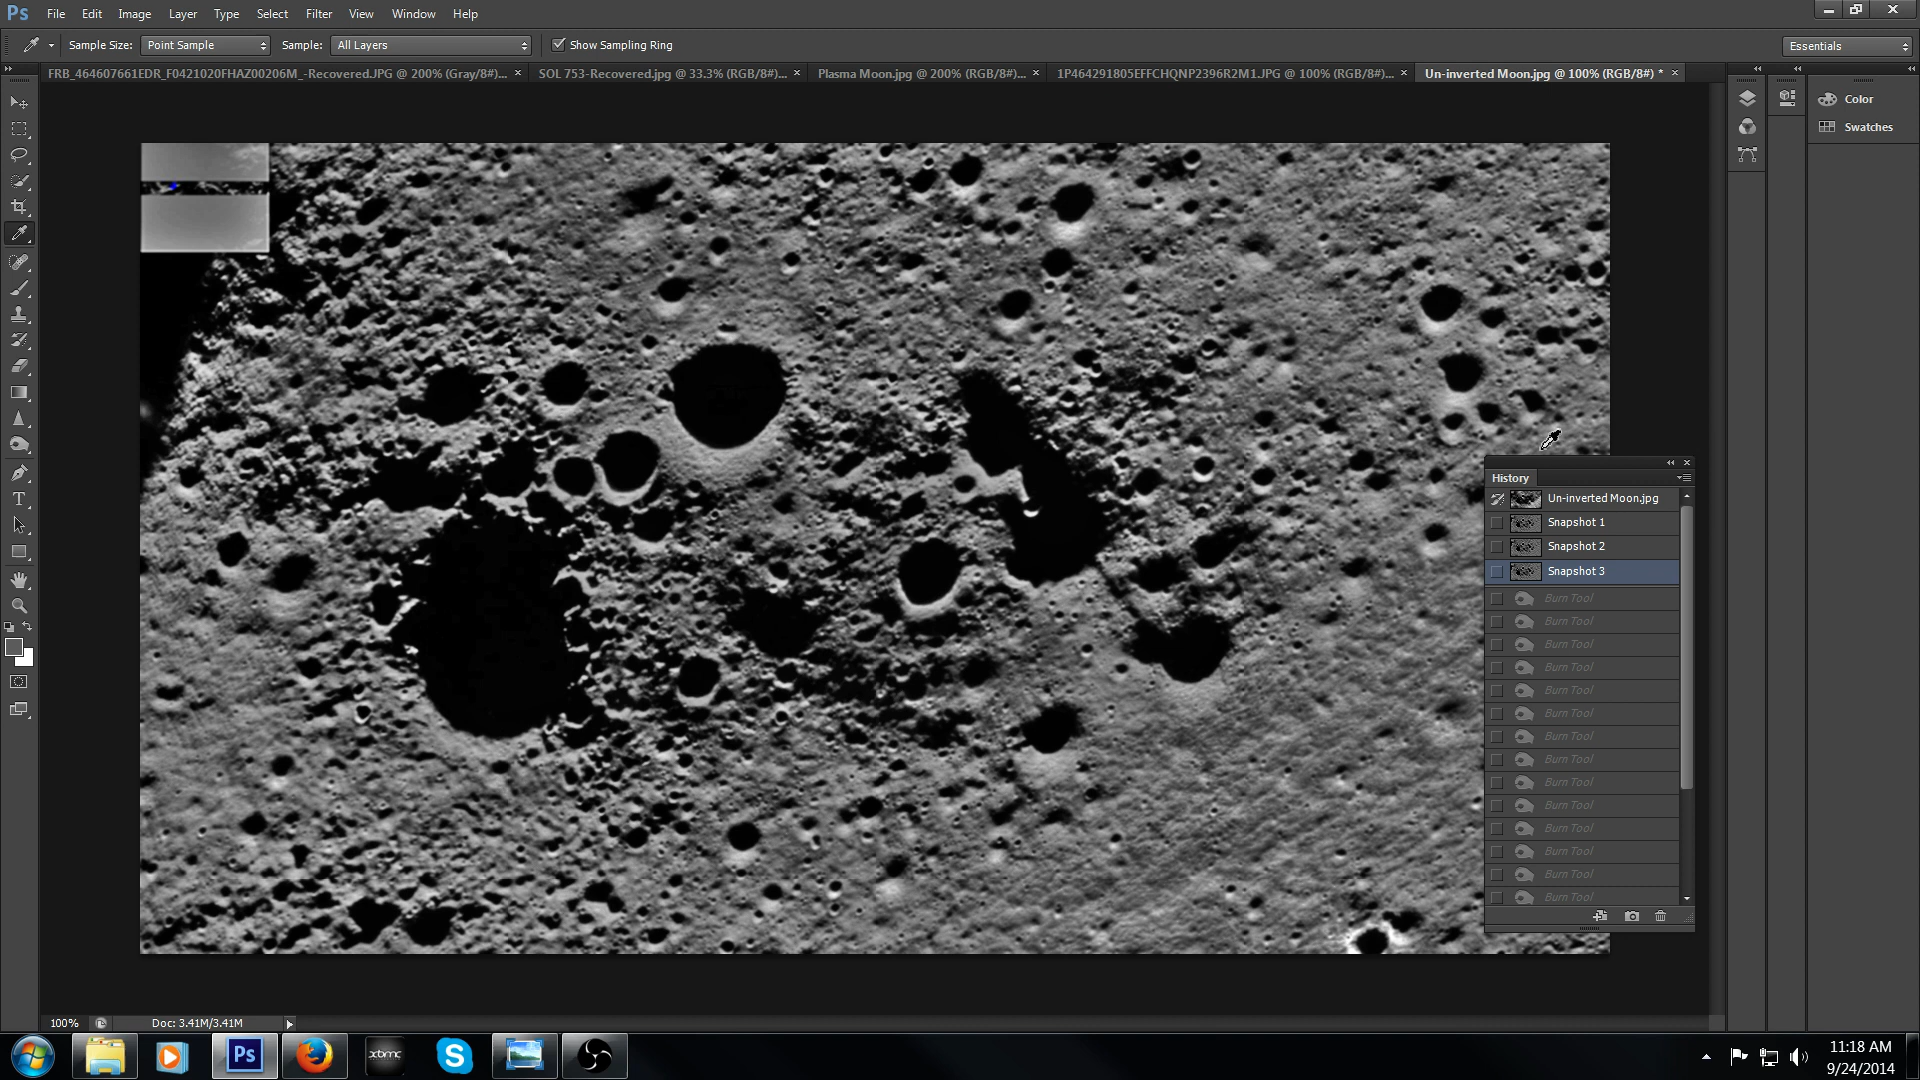 Ps File Edit Image Layer Type Select Filter View Window Help
Sample Size: Point Sample Sample: All Layers Show Sampling Ring Essentials
FRB_464607661EDR_F0421020FHAZ00206M_-Recovered.JPG @ 200% (Gray/8#)... × SOL 753-Recovered.jpg @ 33.3% (RGB/8#)... × Plasma Moon.jpg @ 200% (RGB/8#)... × 1P464291805EFFCHQNP2396R2M1.JPG @ 100% (RGB/8#)... × Un-inverted Moon.jpg @ 100% (RGB/8#) * ×
Color
Swatches
History
Un-inverted Moon.jpg
Snapshot 1
Snapshot 2
Snapshot 3
Burn Tool
Burn Tool
Burn Tool
Burn Tool
Burn Tool
Burn Tool
Burn Tool
Burn Tool
Burn Tool
Burn Tool
Burn Tool
Burn Tool
Burn Tool
Burn Tool
100% Doc: 3.41M/3.41M
Ps xbmc S
11:18 AM
9/24/2014